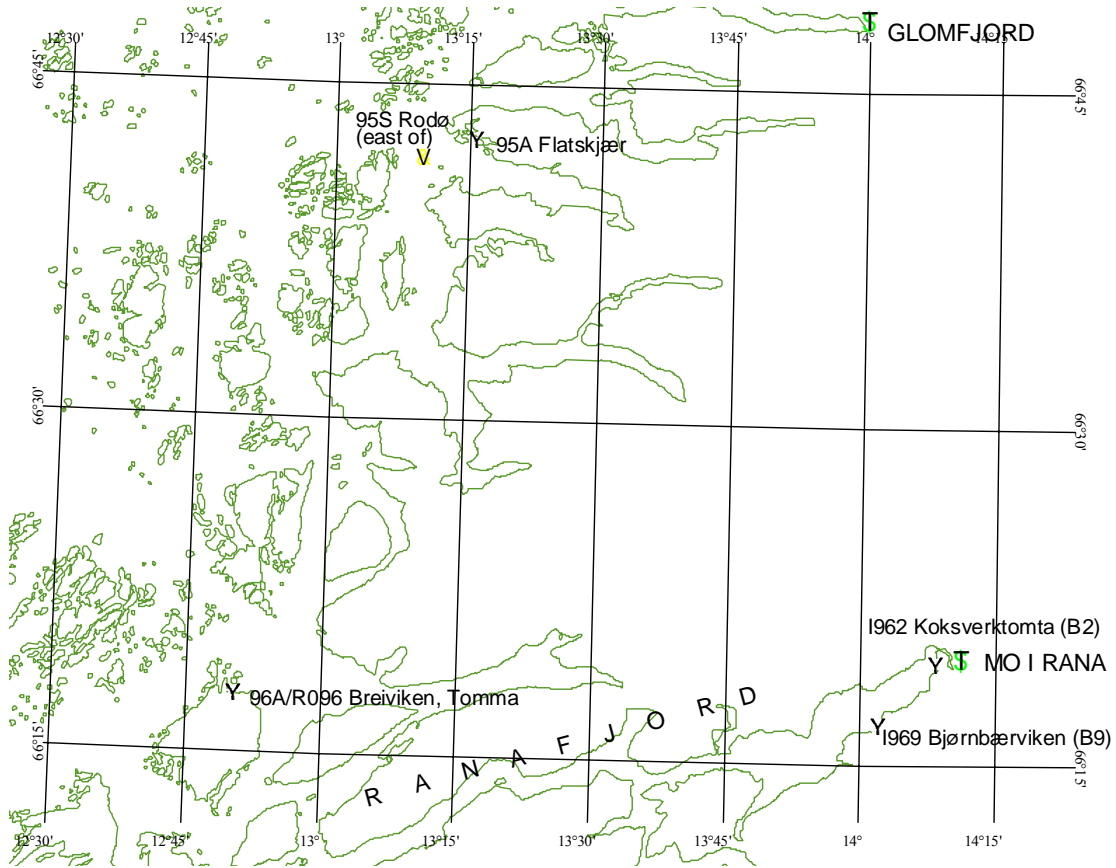 T
S
GLOMFJORD
12°30'
12°45'
13°
13°15'
13°30'
13°45'
14°
14°15'
66°45'
66°45'
95S Rodø
(east of)
V
Y
95A Flatskjær
66°30'
66°30'
I962 Koksverktomta (B2)
Y
T
S
MO I RANA
Y
96A/R096 Breiviken, Tomma
RANAFJORD
Y
I969 Bjørnbærviken (B9)
66°15'
66°15'
12°30'
12°45'
13°
13°15'
13°30'
13°45'
14°
14°15'